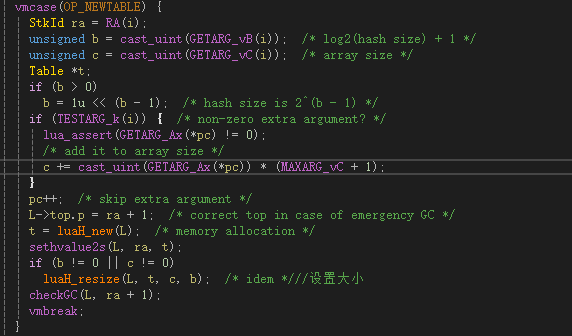 vmcase(OP_NEWTABLE) {
StkId ra = RA(i);
unsigned b = cast_uint(GETARG_vB(i));  /* log2(hash size) + 1 */
unsigned c = cast_uint(GETARG_vC(i));  /* array size */
Table *t;
if (b > 0)
b = 1u << (b - 1);  /* hash size is 2^(b - 1) */
if (TESTARG_k(i)) {  /* non-zero extra argument? */
lua_assert(GETARG_Ax(*pc) != 0);
/* add it to array size */
c += cast_uint(GETARG_Ax(*pc)) * (MAXARG_vC + 1);
}
pc++;  /* skip extra argument */
L->top.p = ra + 1;  /* correct top in case of emergency GC */
t = luaH_new(L);  /* memory allocation */
sethvalue2s(L, ra, t);
if (b != 0 || c != 0)
luaH_resize(L, t, c, b);  /* idem *///设置大小
checkGC(L, ra + 1);
vmbreak;
}